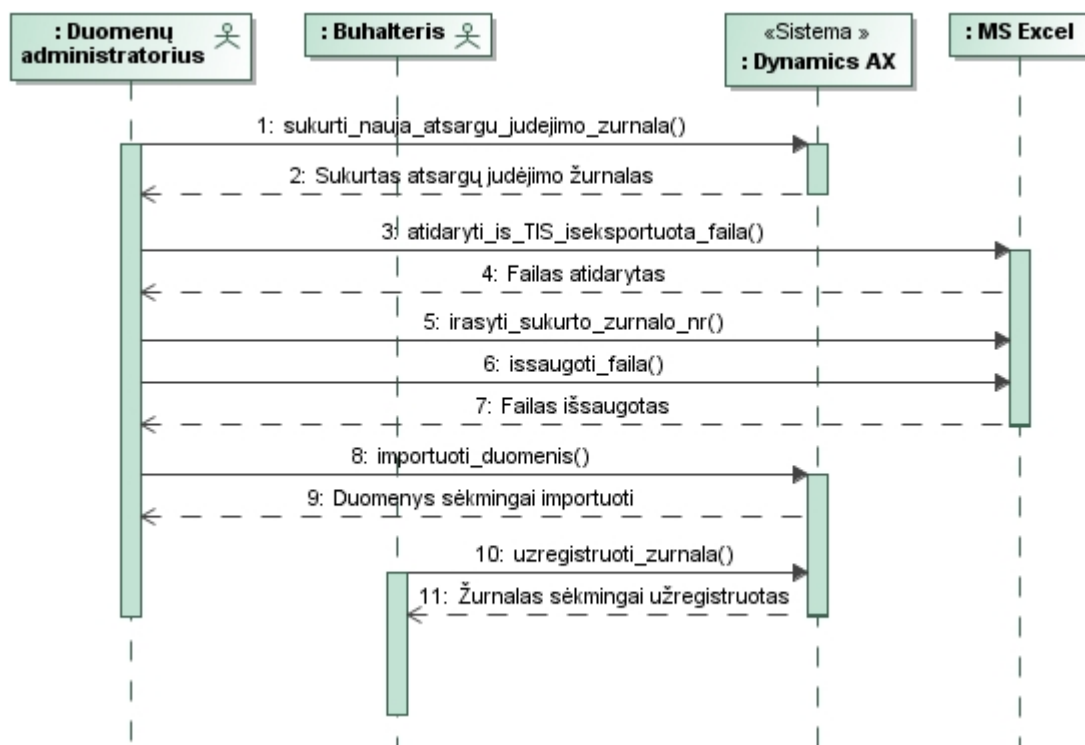 : Duomenų
administratorius
: Buhalteris
«Sistema »
: Dynamics AX
: MS Excel
1: sukurti_nauja_atsargu_judejimo_zurnala()
2: Sukurtas atsargų judėjimo žurnalas
3: atidaryti_is_TIS_iseksportuota_faila()
4: Failas atidarytas
5: irasyti_sukurto_zurnalo_nr()
6: issaugoti_faila()
7: Failas išsaugotas
8: importuoti_duomenis()
9: Duomenys sėkmingai importuoti
10: uzregistruoti_zurnala()
11: Žurnalas sėkmingai užregistruotas